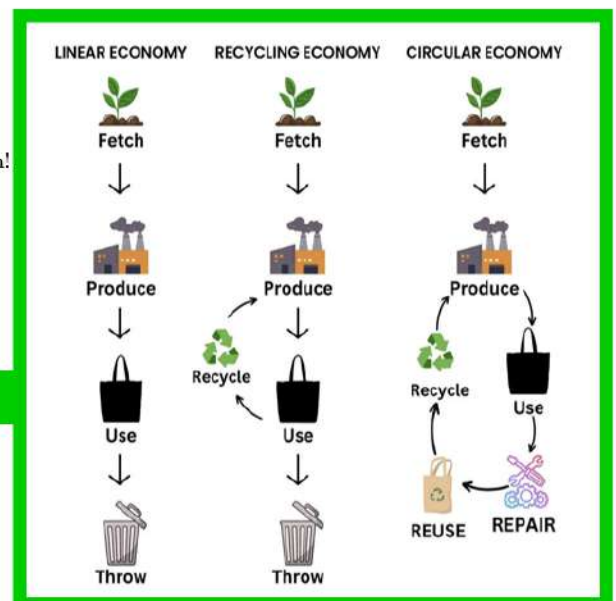 LINEAR ECONOMY
Fetch
Produce
Use
Throw
RECYCLING ECONOMY
Fetch
Produce
Recycle
Use
Throw
CIRCULAR ECONOMY
Fetch
Produce
Recycle
Use
REUSE
REPAIR